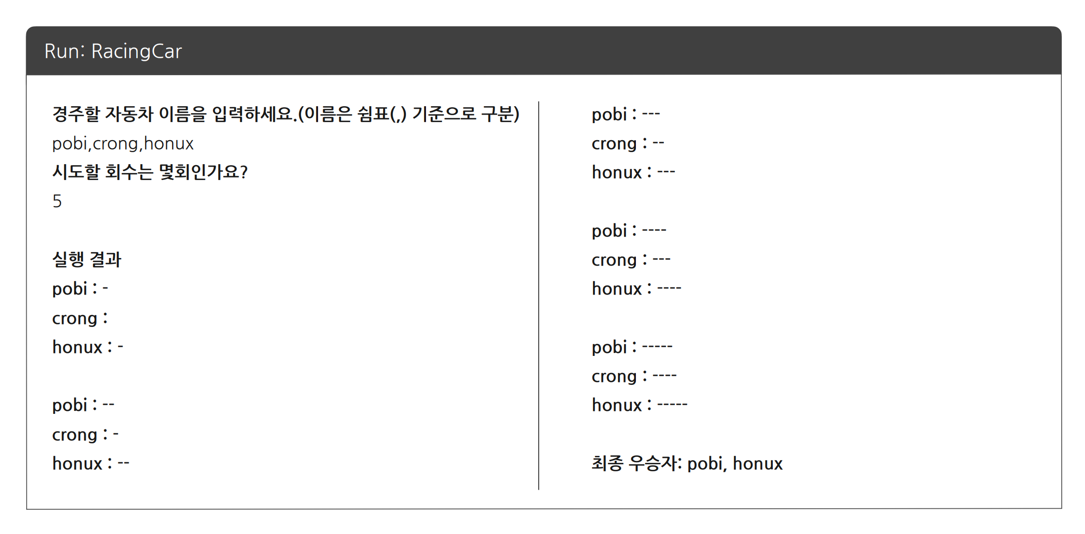 Run: RacingCar
경주할 자동차 이름을 입력하세요.(이름은 쉼표(,) 기준으로 구분)
pobi,crong,honux
시도할 회수는 몇회인가요?
5
실행 결과
pobi : -
crong :
honux : -
pobi : --
crong : -
honux : --
pobi : ---
crong : --
honux : ---
pobi : ----
crong : ---
honux : ----
pobi : -----
crong : ----
honux : -----
최종 우승자: pobi, honux